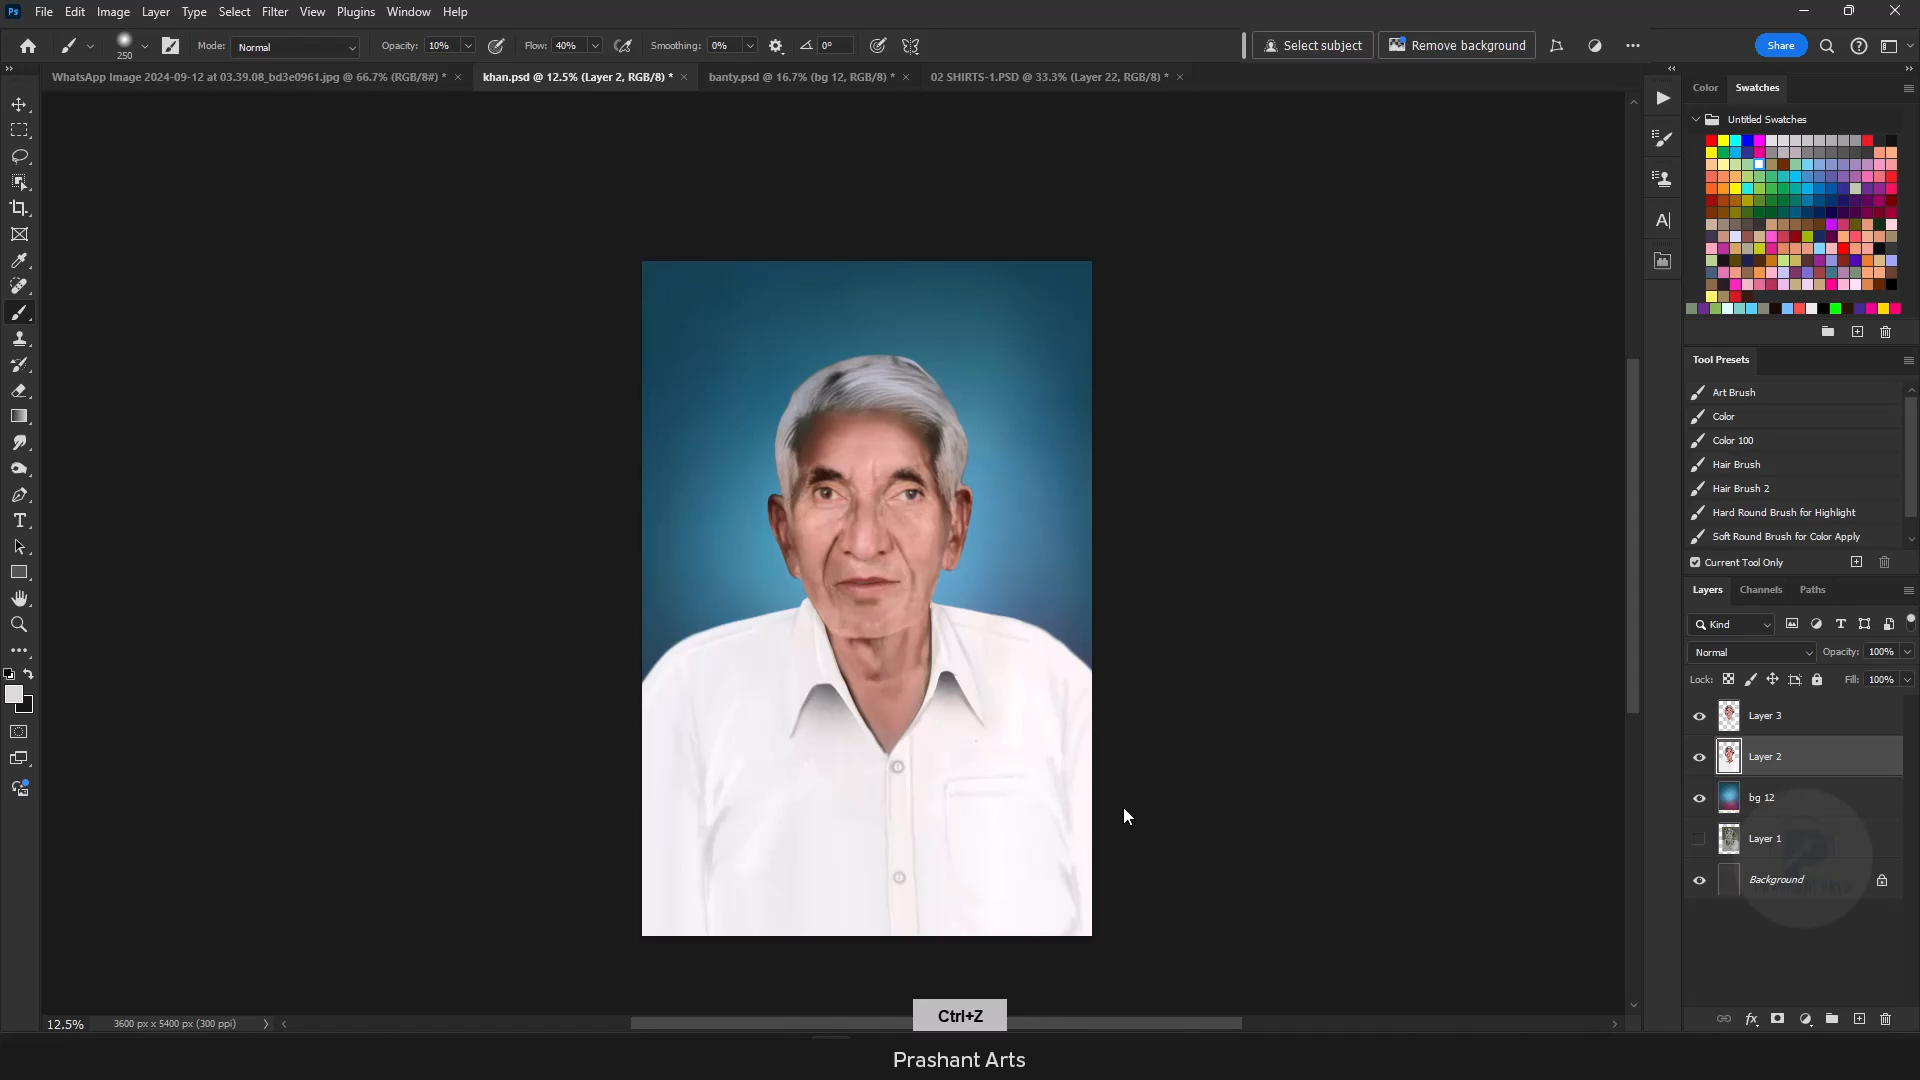 Ps File Edit Image Layer Type Select Filter View Plugins Window Help
250 Mode: Normal Opacity: 10% Flow: 40% Smoothing: 0% 0° Select subject Remove background Share
WhatsApp Image 2024-09-12 at 03.39.08_bd3e0961.jpg @ 66.7% (RGB/8#) * khan.psd @ 12.5% (Layer 2, RGB/8) * banty.psd @ 16.7% (bg 12, RGB/8) * 02 SHIRTS-1.PSD @ 33.3% (Layer 22, RGB/8) *
Color Swatches
Untitled Swatches
Tool Presets
Art Brush
Color
Color 100
Hair Brush
Hair Brush 2
Hard Round Brush for Highlight
Soft Round Brush for Color Apply
Current Tool Only
Layers Channels Paths
Kind
Normal Opacity: 100%
Lock: Fill: 100%
Layer 3
Layer 2
bg 12
Layer 1
Background
12.5% 3600 px x 5400 px (300 ppi)
Ctrl+Z
Prashant Arts